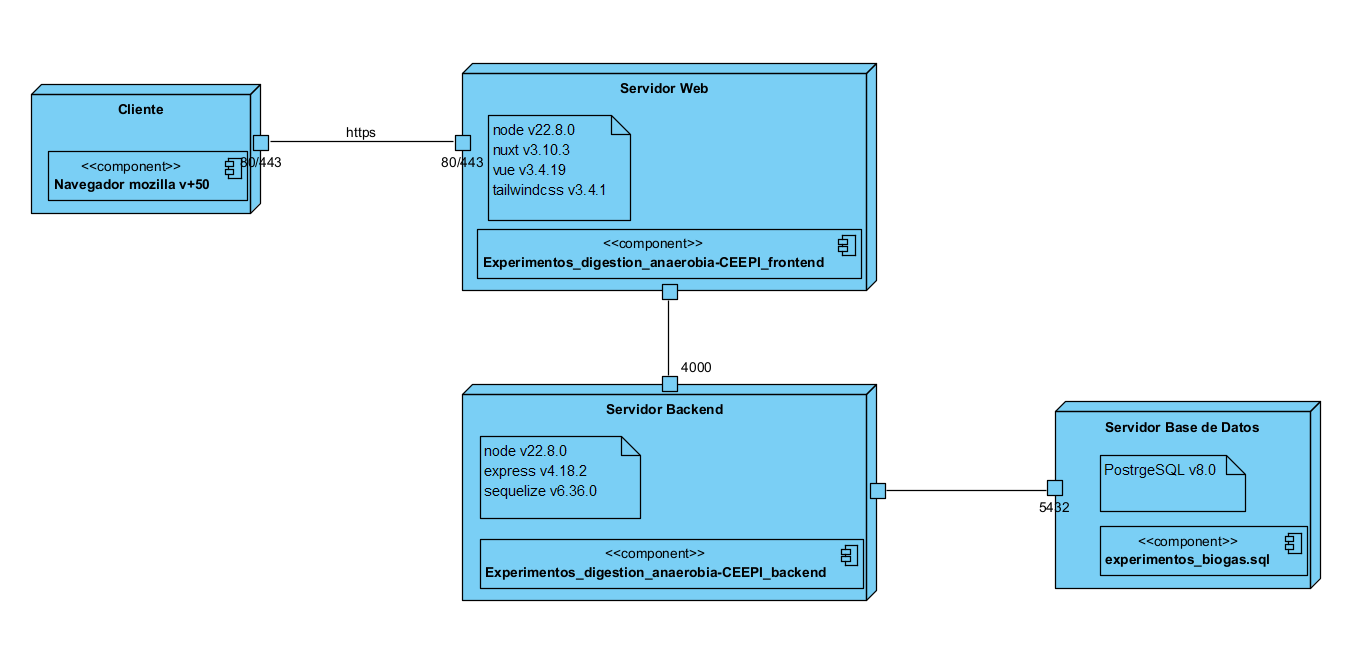 Cliente
<<component>>
Navegador mozilla v+50
80/443
https
80/443
Servidor Web
node v22.8.0
nuxt v3.10.3
vue v3.4.19
tailwindcss v3.4.1
<<component>>
Experimentos_digestion_anaerobia-CEEPI_frontend
4000
Servidor Backend
node v22.8.0
express v4.18.2
sequelize v6.36.0
<<component>>
Experimentos_digestion_anaerobia-CEEPI_backend
5432
Servidor Base de Datos
PostrgeSQL v8.0
<<component>>
experimentos_biogas.sql